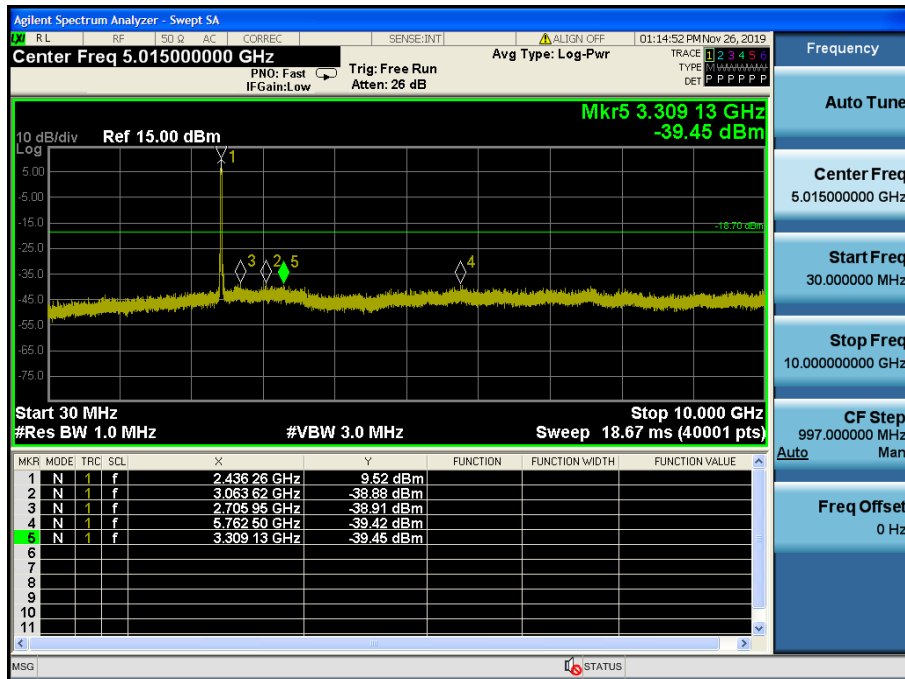 Agilent Spectrum Analyzer - Swept SA
LXI RL RF 50 Ω AC CORREC SENSE:INT ALIGN OFF 01:14:52 PM Nov 26, 2019
Center Freq 5.015000000 GHz
PNO: Fast
IFGain:Low
Trig: Free Run
Atten: 26 dB
Avg Type: Log-Pwr
TRACE 1 2 3 4 5 6
TYPE M WWWWW
DET P P P P P P
Mkr5 3.309 13 GHz
-39.45 dBm
10 dB/div Ref 15.00 dBm
Log
5.00
-5.00
-15.0
-25.0
-35.0
-45.0
-55.0
-65.0
-75.0
1
3
2
5
4
-18.70 dBm
Start 30 MHz
Stop 10.000 GHz
#Res BW 1.0 MHz
#VBW 3.0 MHz
Sweep 18.67 ms (40001 pts)
MKR MODE TRC SCL X Y FUNCTION FUNCTION WIDTH FUNCTION VALUE
1 N 1 f 2.436 26 GHz 9.52 dBm
2 N 1 f 3.063 62 GHz -38.88 dBm
3 N 1 f 2.705 95 GHz -38.91 dBm
4 N 1 f 5.762 50 GHz -39.42 dBm
5 N 1 f 3.309 13 GHz -39.45 dBm
6
7
8
9
10
11
MSG
STATUS
Frequency
Auto Tune
Center Freq
5.015000000 GHz
Start Freq
30.000000 MHz
Stop Freq
10.000000000 GHz
CF Step
997.000000 MHz
Auto Man
Freq Offset
0 Hz